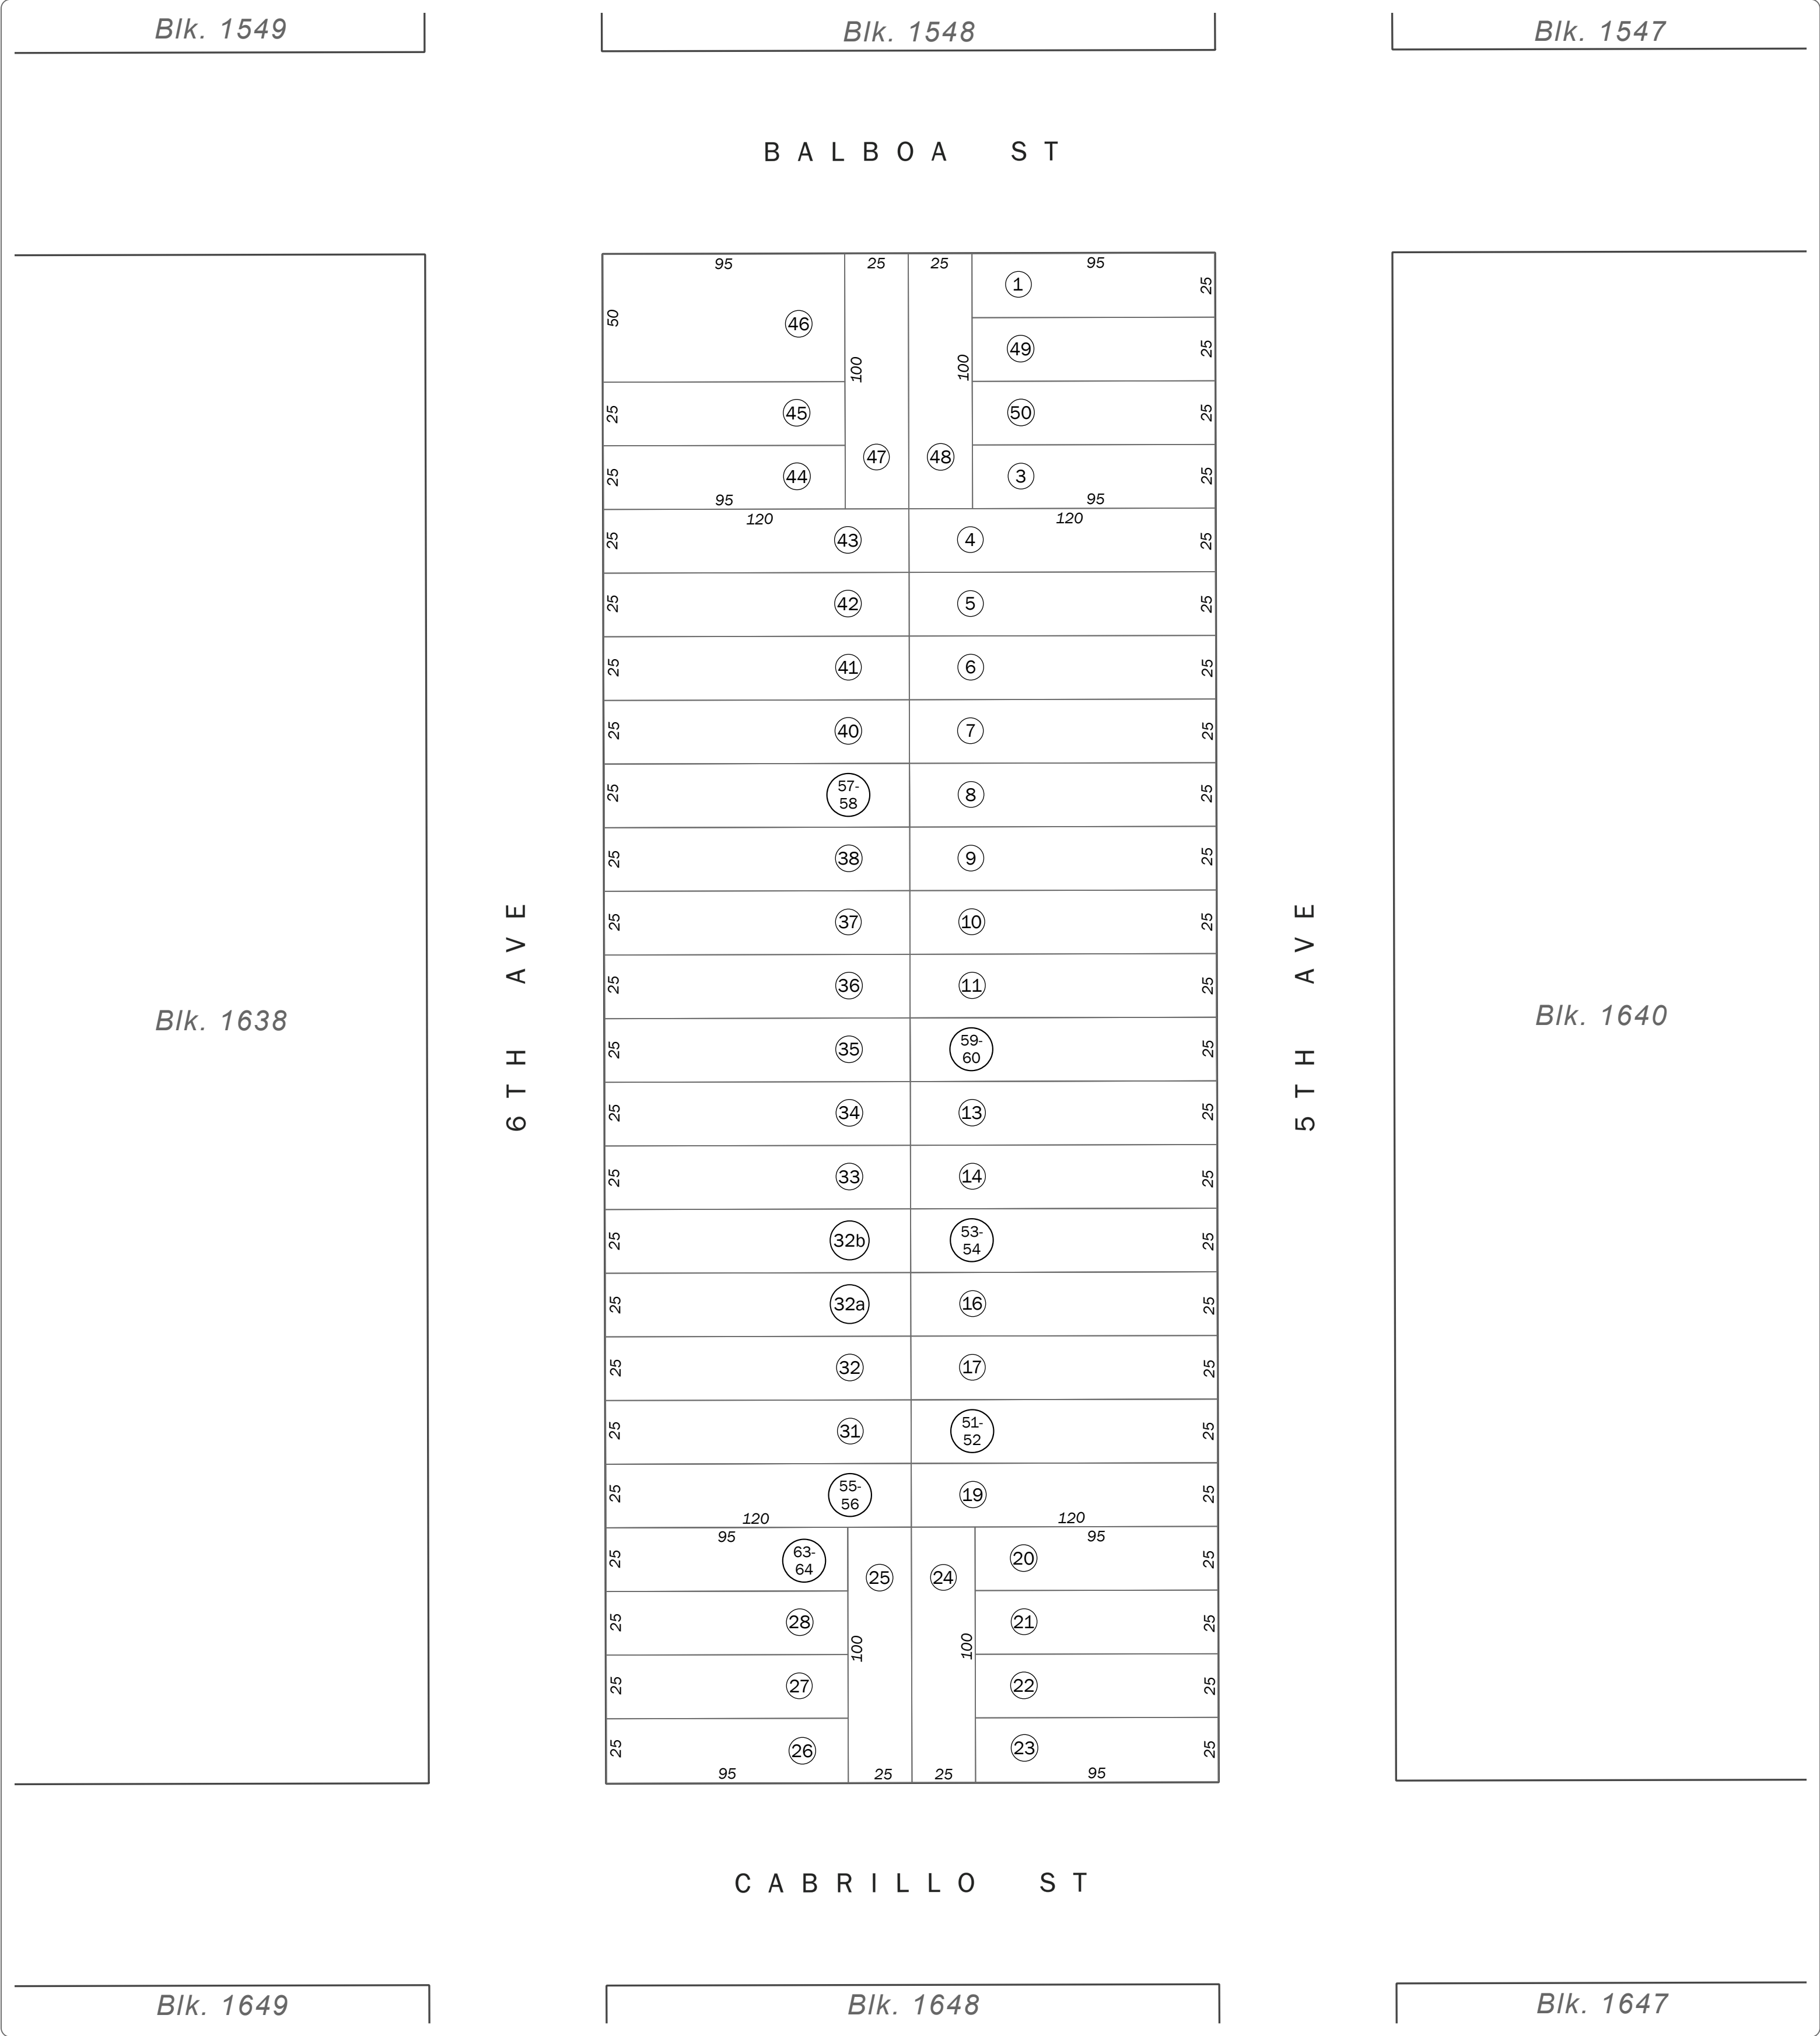 Blk. 1549
Blk. 1548
Blk. 1547
BALBOA ST
95 25 25 95
1 25
50 46
49 25
100 100
25 45
50 25
47 48
25 44
3 25
95 95
120 120
25 43 4 25
25 42 5 25
25 41 6 25
25 40 7 25
25 57-
58 8 25
25 38 9 25
25 37 10 25
25 36 11 25
25 35 59-
60 25
25 34 13 25
25 33 14 25
25 32b 53-
54 25
25 32a 16 25
25 32 17 25
25 31 51-
52 25
25 55-
56 19 25
120 120
95 95
25 63-
64 20 25
25 24
25 28 21 25
100 100
25 27 22 25
25 26 23 25
95 25 25 95
6TH AVE
5TH AVE
Blk. 1638
Blk. 1640
CABRILLO ST
Blk. 1649
Blk. 1648
Blk. 1647